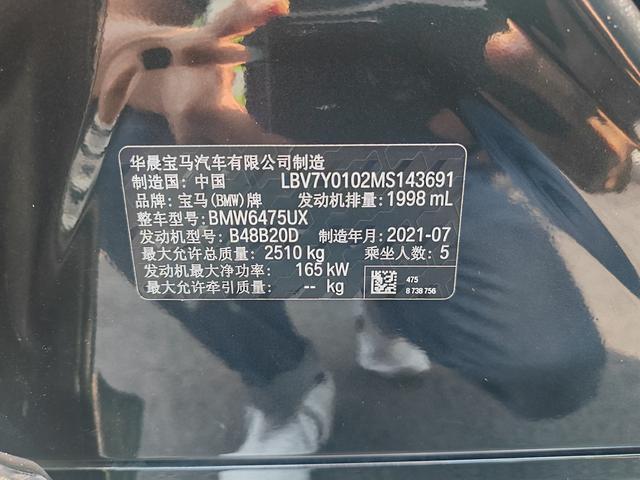 华晨宝马汽车有限公司制造
制造国: 中国 LBV7Y0102MS143691
品牌: 宝马(BMW)牌 发动机排量: 1998 mL
整车型号: BMW6475UX
发动机型号: B48B20D 制造年月: 2021-07
最大允许总质量: 2510 kg 乘坐人数: 5
发动机最大净功率: 165 kW
最大允许牵引质量: -- kg
475
8 738 756